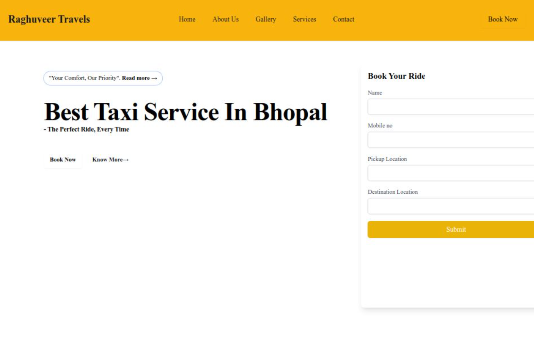 Raghuveer Travels
Home About Us Gallery Services Contact
Book Now
"Your Comfort, Our Priority". Read more →
Best Taxi Service In Bhopal
- The Perfect Ride, Every Time
Book Now Know More→
Book Your Ride
Name
Mobile no
Pickup Location
Destination Location
Submit